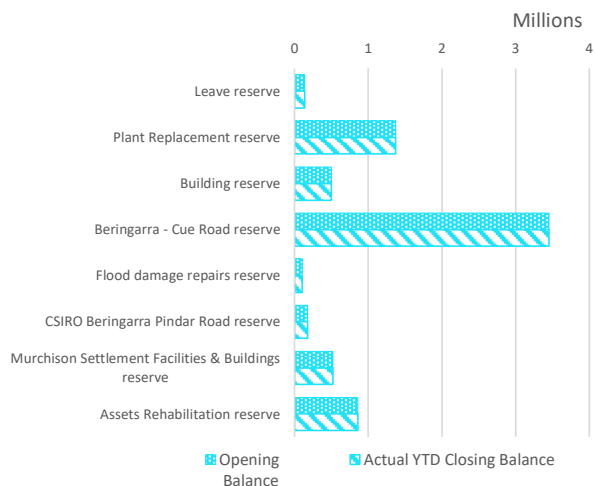 Millions
0 1 2 3 4
Leave reserve
Plant Replacement reserve
Building reserve
Beringarra - Cue Road reserve
Flood damage repairs reserve
CSIRO Beringarra Pindar Road reserve
Murchison Settlement Facilities & Buildings
reserve
Assets Rehabilitation reserve
Opening
Balance
Actual YTD Closing Balance